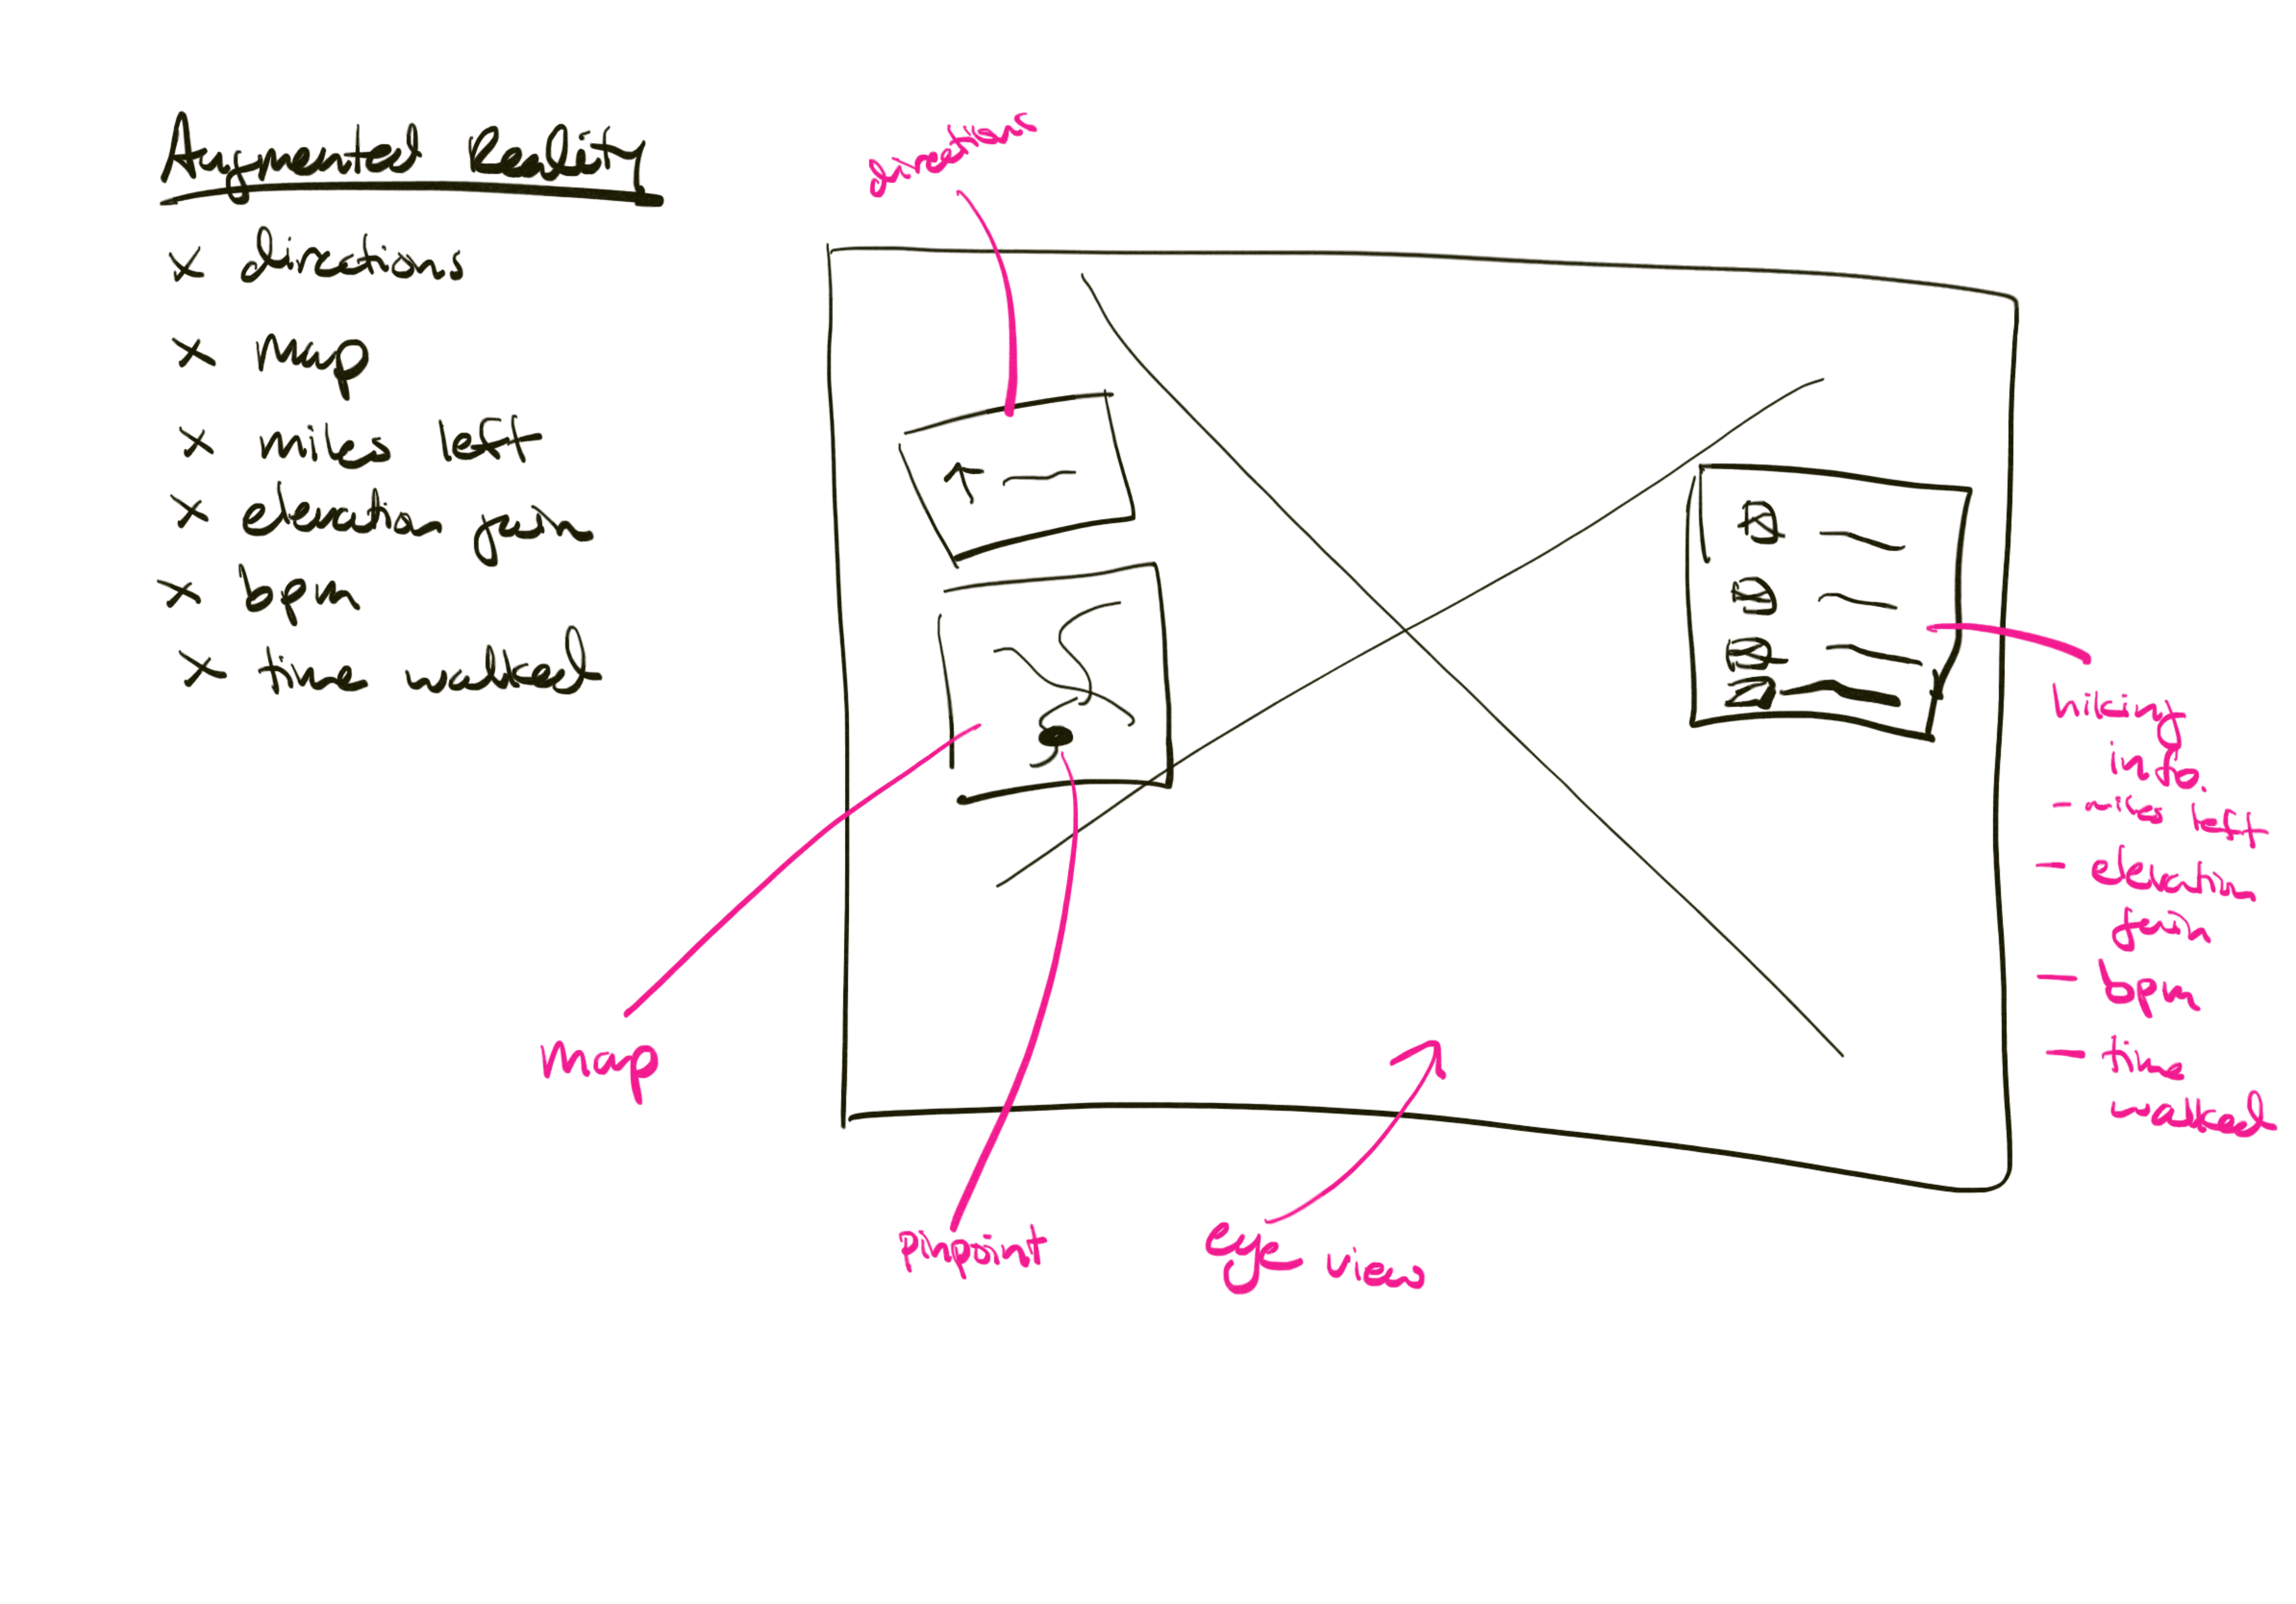 Augmented Reality
x directions
x map
x miles left
x elevation gain
x bpm
x time walked
directions
map
pinpoint
eye view
hiking
info.
- miles left
- elevation
gain
- bpm
- time
walked